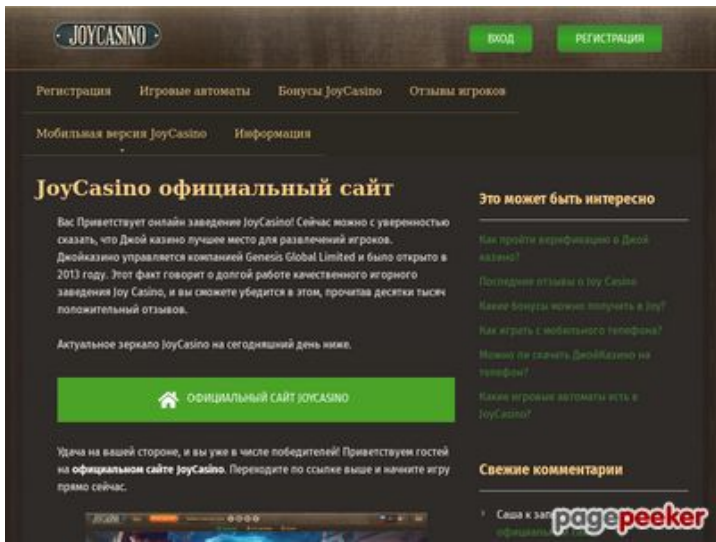 JOYCASINO
ВХОД
РЕГИСТРАЦИЯ
Регистрация Игровые автоматы Бонусы JoyCasino Отзывы игроков
Мобильная версия JoyCasino Информация
JoyCasino официальный сайт
Вас Приветствует онлайн заведение JoyCasino! Сейчас можно с уверенностью
сказать, что Джой казино лучшее место для развлечений игроков.
Джойказино управляется компанией Genesis Global Limited и было открыто в
2013 году. Этот факт говорит о долгой работе качественного игорного
заведения Joy Casino, и вы сможете убедится в этом, прочитав десятки тысяч
положительный отзывов.
Актуальное зеркало JoyCasino на сегодняшний день ниже.
ОФИЦИАЛЬНЫЙ САЙТ JOYCASINO
Удача на вашей стороне, и вы уже в числе победителей! Приветствуем гостей
на официальном сайте JoyCasino. Переходите по ссылке выше и начните игру
прямо сейчас.
JOYCASINO
Это может быть интересно
Как пройти верификацию в Джой
казино?
Последние отзывы о Joy Casino
Какие бонусы можно получить в Joy?
Как играть с мобильного телефона?
Можно ли скачать ДжойКазино на
телефон?
Какие игровые автоматы есть в
JoyCasino?
Свежие комментарии
Саша к
pagepeeker